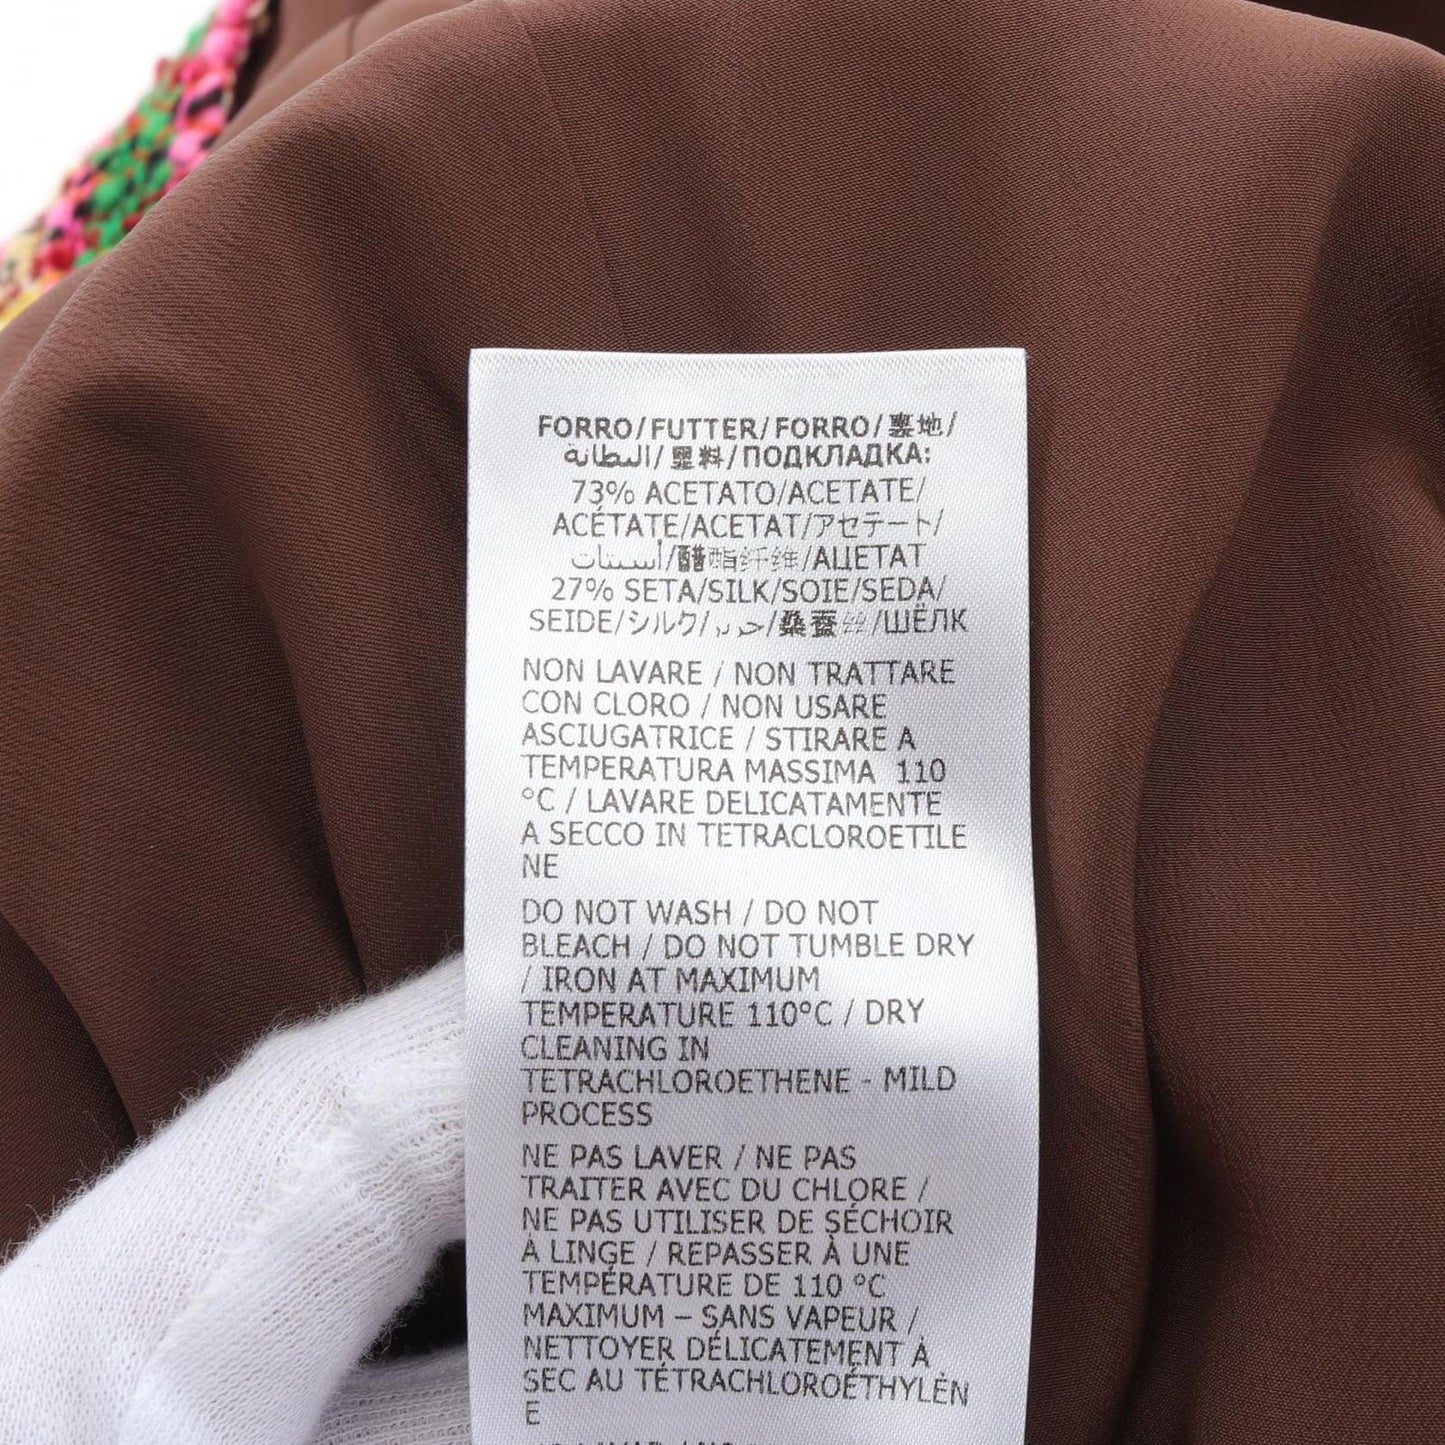 FORRO/FUTTER/FORRO/裏地/
البطانة/里料/ПОДКЛАДКА:
73% ACETATO/ACETATE/
ACÉTATE/ACETAT/アセテート/
أسيتات/醋酯纤维/АЦЕТАТ
27% SETA/SILK/SOIE/SEDA/
SEIDE/シルク/حرير/桑蚕丝/ШЁЛК
NON LAVARE / NON TRATTARE
CON CLORO / NON USARE
ASCIUGATRICE / STIRARE A
TEMPERATURA MASSIMA 110
°C / LAVARE DELICATAMENTE
A SECCO IN TETRACLOROETILE
NE
DO NOT WASH / DO NOT
BLEACH / DO NOT TUMBLE DRY
/ IRON AT MAXIMUM
TEMPERATURE 110°C / DRY
CLEANING IN
TETRACHLOROETHENE - MILD
PROCESS
NE PAS LAVER / NE PAS
TRAITER AVEC DU CHLORE /
NE PAS UTILISER DE SÉCHOIR
À LINGE / REPASSER À UNE
TEMPÉRATURE DE 110 °C
MAXIMUM – SANS VAPEUR /
NETTOYER DÉLICATEMENT À
SEC AU TÉTRACHLOROÉTHYLÈN
E